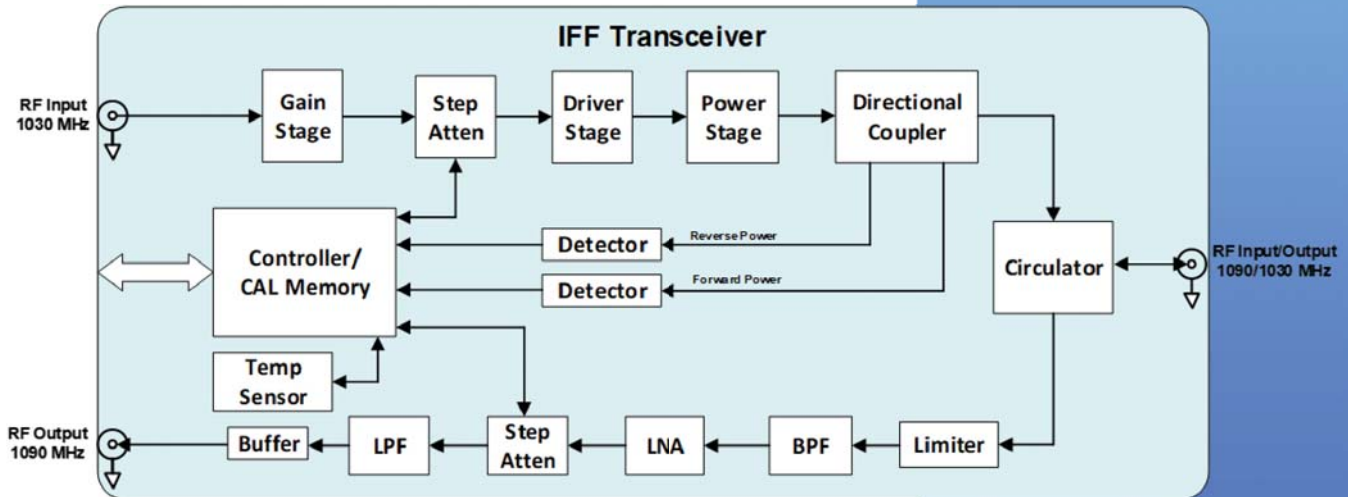 IFF Transceiver
RF Input
1030 MHz
Gain
Stage
Step
Atten
Driver
Stage
Power
Stage
Directional
Coupler
Controller/
CAL Memory
Detector
Reverse Power
Detector
Forward Power
Circulator
RF Input/Output
1090/1030 MHz
Temp
Sensor
RF Output
1090 MHz
Buffer
LPF
Step
Atten
LNA
BPF
Limiter